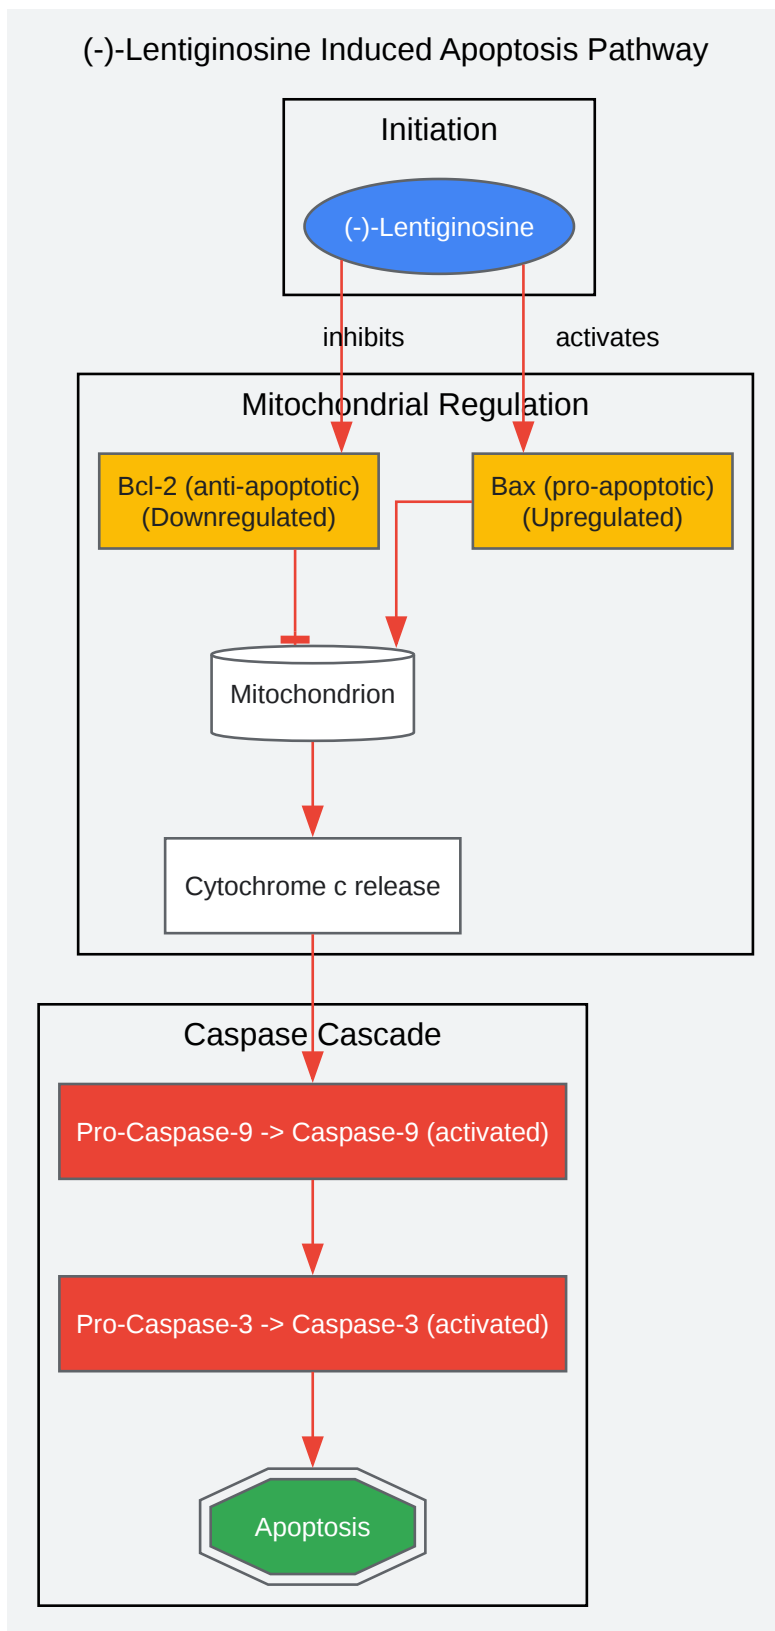 (-)-Lentiginosine Induced Apoptosis Pathway
Initiation
(-)-Lentiginosine
inhibits
activates
Mitochondrial Regulation
Bcl-2 (anti-apoptotic)
(Downregulated)
Bax (pro-apoptotic)
(Upregulated)
Mitochondrion
Cytochrome c release
Caspase Cascade
Pro-Caspase-9 -> Caspase-9 (activated)
Pro-Caspase-3 -> Caspase-3 (activated)
Apoptosis